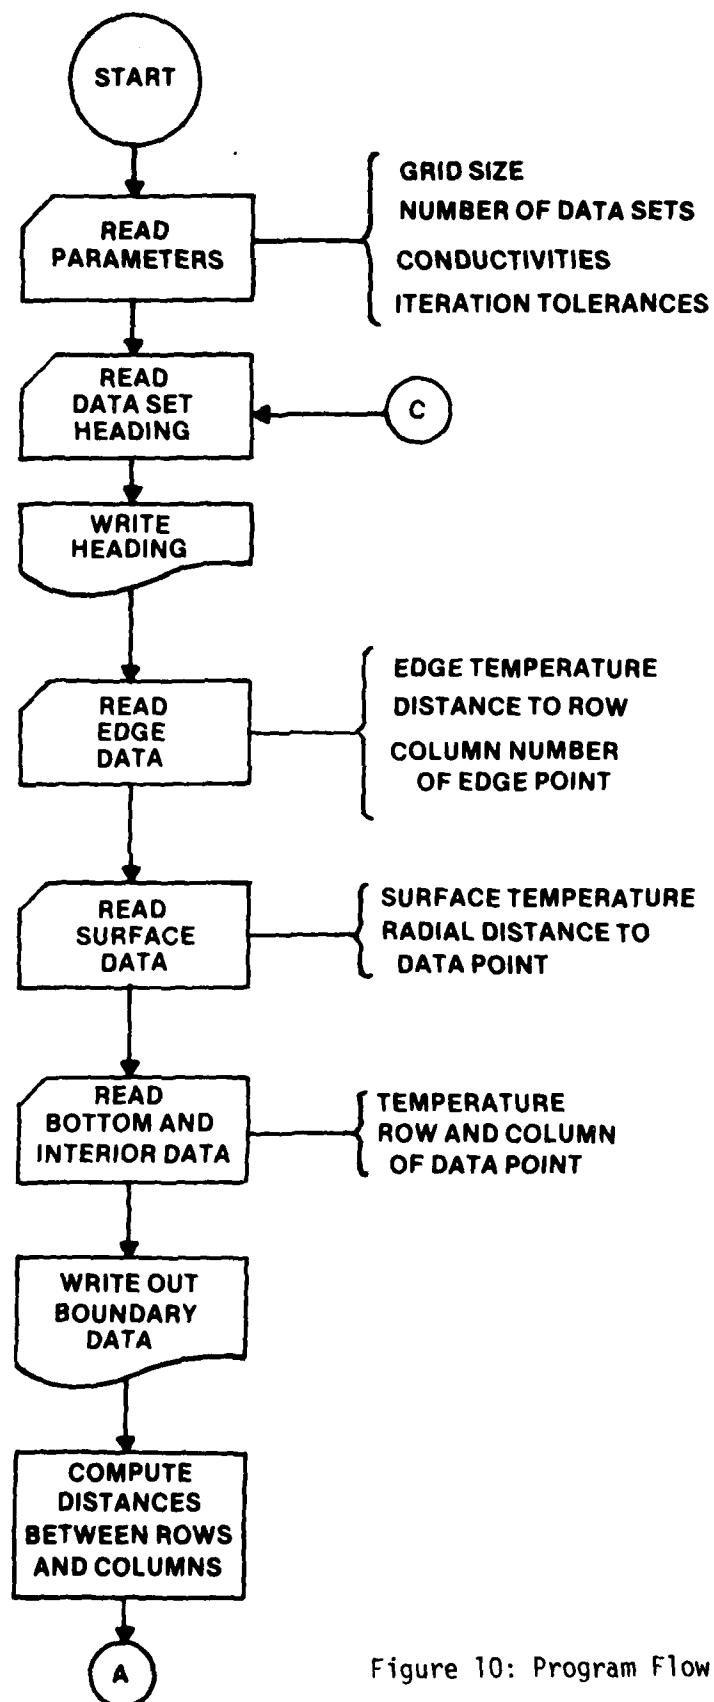 START
READ
PARAMETERS
GRID SIZE
NUMBER OF DATA SETS
CONDUCTIVITIES
ITERATION TOLERANCES
READ
DATA SET
HEADING
C
WRITE
HEADING
READ
EDGE
DATA
EDGE TEMPERATURE
DISTANCE TO ROW
COLUMN NUMBER
OF EDGE POINT
READ
SURFACE
DATA
SURFACE TEMPERATURE
RADIAL DISTANCE TO
DATA POINT
READ
BOTTOM AND
INTERIOR DATA
TEMPERATURE
ROW AND COLUMN
OF DATA POINT
WRITE OUT
BOUNDARY
DATA
COMPUTE
DISTANCES
BETWEEN ROWS
AND COLUMNS
A
Figure 10: Program Flow